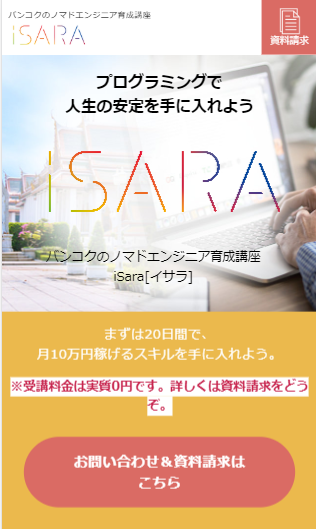 バンコクのノマドエンジニア育成講座
iSARA
資料請求
プログラミングで
人生の安定を手に入れよう
iSARA
バンコクのノマドエンジニア育成講座
iSara[イサラ]
まずは20日間で、
月10万円稼げるスキルを手に入れよう。
※受講料金は実質0円です。詳しくは資料請求をどう
ぞ。
お問い合わせ＆資料請求は
こちら